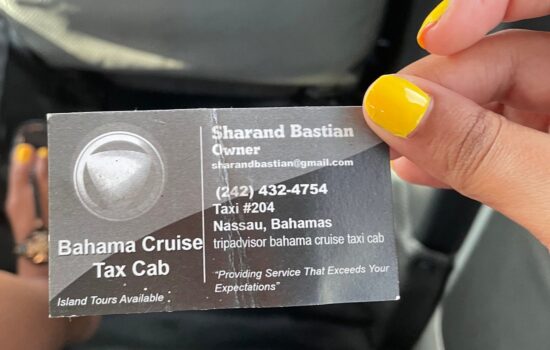 Sharand Bastian
Owner
sharandbastian@gmail.com
(242) 432-4754
Taxi #204
Nassau, Bahamas
tripadvisor bahama cruise taxi cab
"Providing Service That Exceeds Your
Expectations"
Bahama Cruise
Tax Cab
Island Tours Available